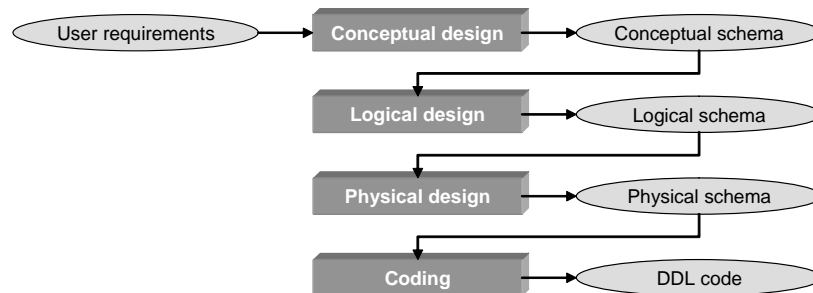 User requirements
Conceptual design
Conceptual schema
Logical design
Logical schema
Physical design
Physical schema
Coding
DDL code